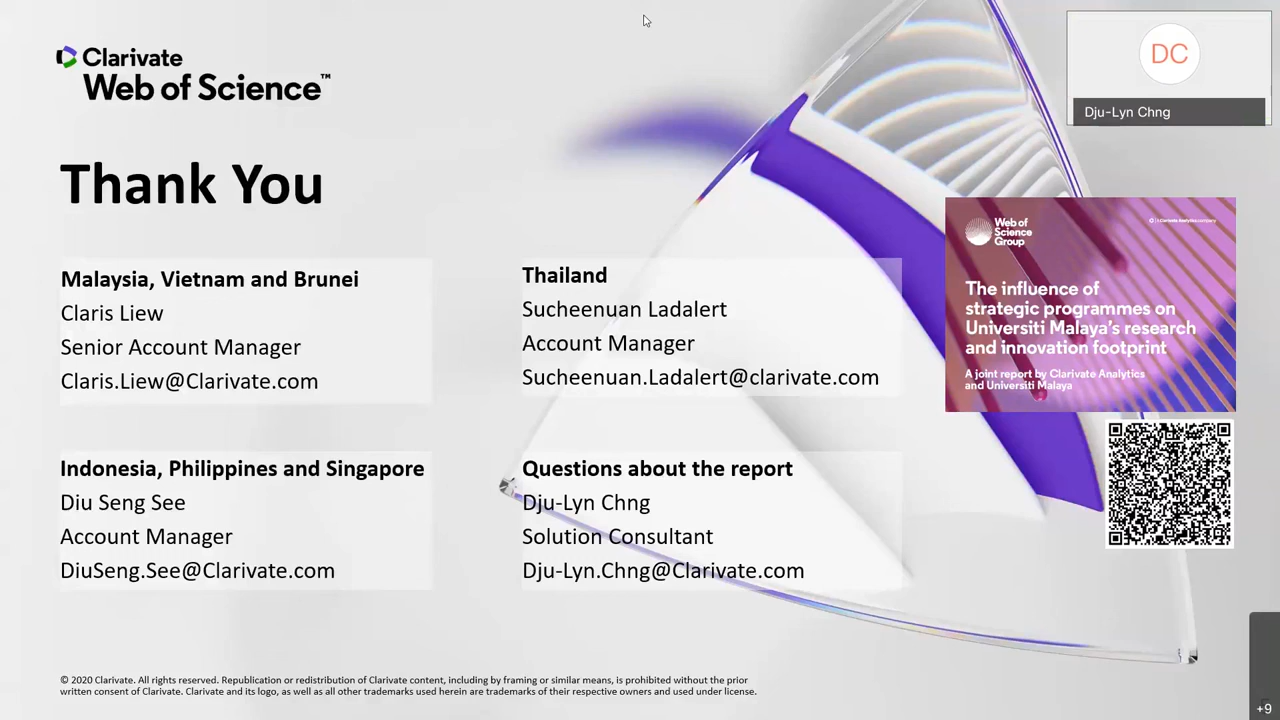 Clarivate
Web of Science™
DC
Dju-Lyn Chng
Thank You
Malaysia, Vietnam and Brunei
Claris Liew
Senior Account Manager
Claris.Liew@Clarivate.com
Thailand
Sucheenuan Ladalert
Account Manager
Sucheenuan.Ladalert@clarivate.com
Web of
Science
Group
The influence of
strategic programmes on
Universiti Malaya's research
and innovation footprint
A joint report by Clarivate Analytics
and Universiti Malaya
Indonesia, Philippines and Singapore
Diu Seng See
Account Manager
DiuSeng.See@Clarivate.com
Questions about the report
Dju-Lyn Chng
Solution Consultant
Dju-Lyn.Chng@Clarivate.com
© 2020 Clarivate. All rights reserved. Republication or redistribution of Clarivate content, including by framing or similar means, is prohibited without the prior
written consent of Clarivate. Clarivate and its logo, as well as all other trademarks used herein are trademarks of their respective owners and used under license.
+9